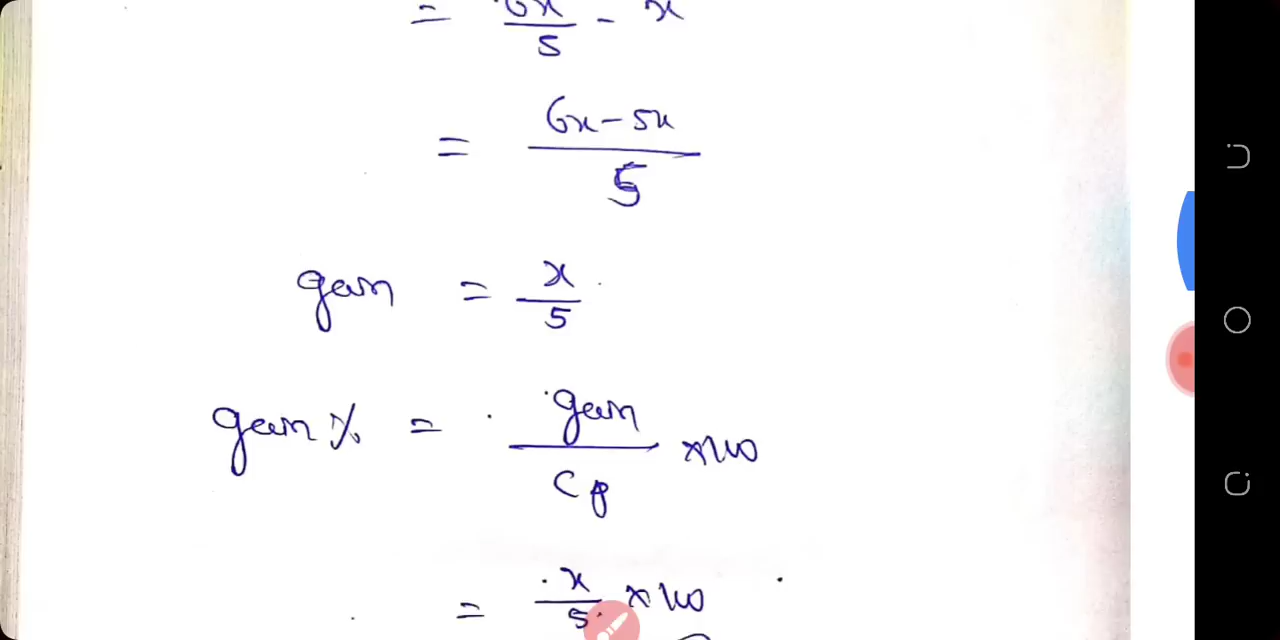 = 6x/5 - x
= 6x - 5x / 5
gain = x/5
gain % = gain / CP × 100
= x/5 × 100